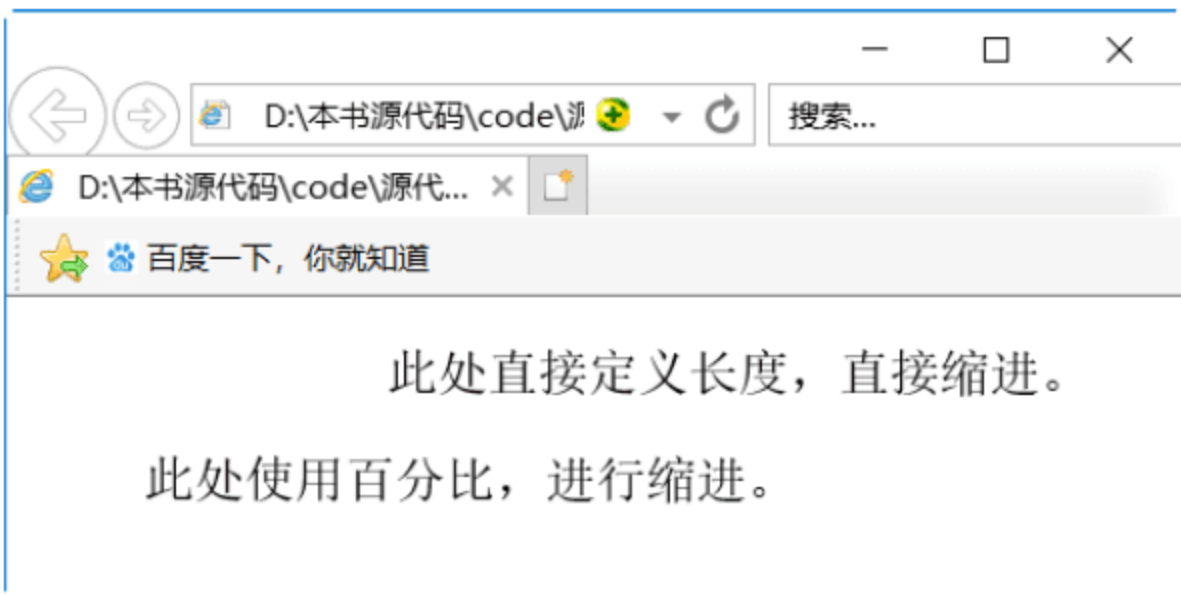 D:\本书源代码\code\源
搜索...
D:\本书源代码\code\源代...
百度一下，你就知道
此处直接定义长度，直接缩进。
此处使用百分比，进行缩进。